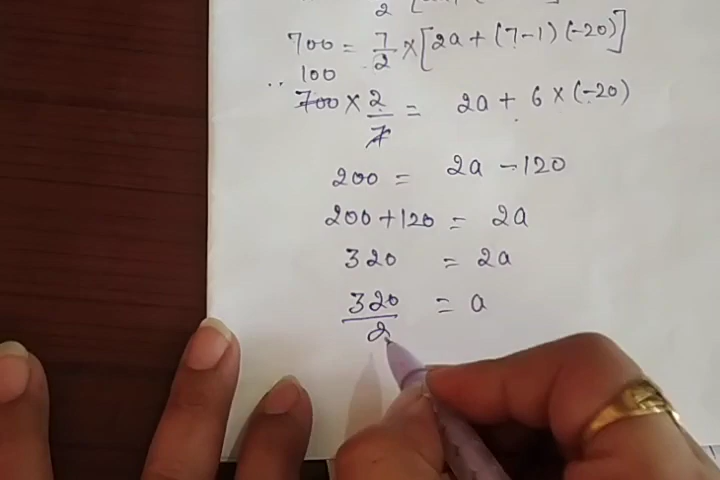 2
700 = 7/2 × [2a + (7-1) (-20)]
100
700 × 2/7 = 2a + 6 × (-20)
200 = 2a - 120
200 + 120 = 2a
320 = 2a
320/2 = a